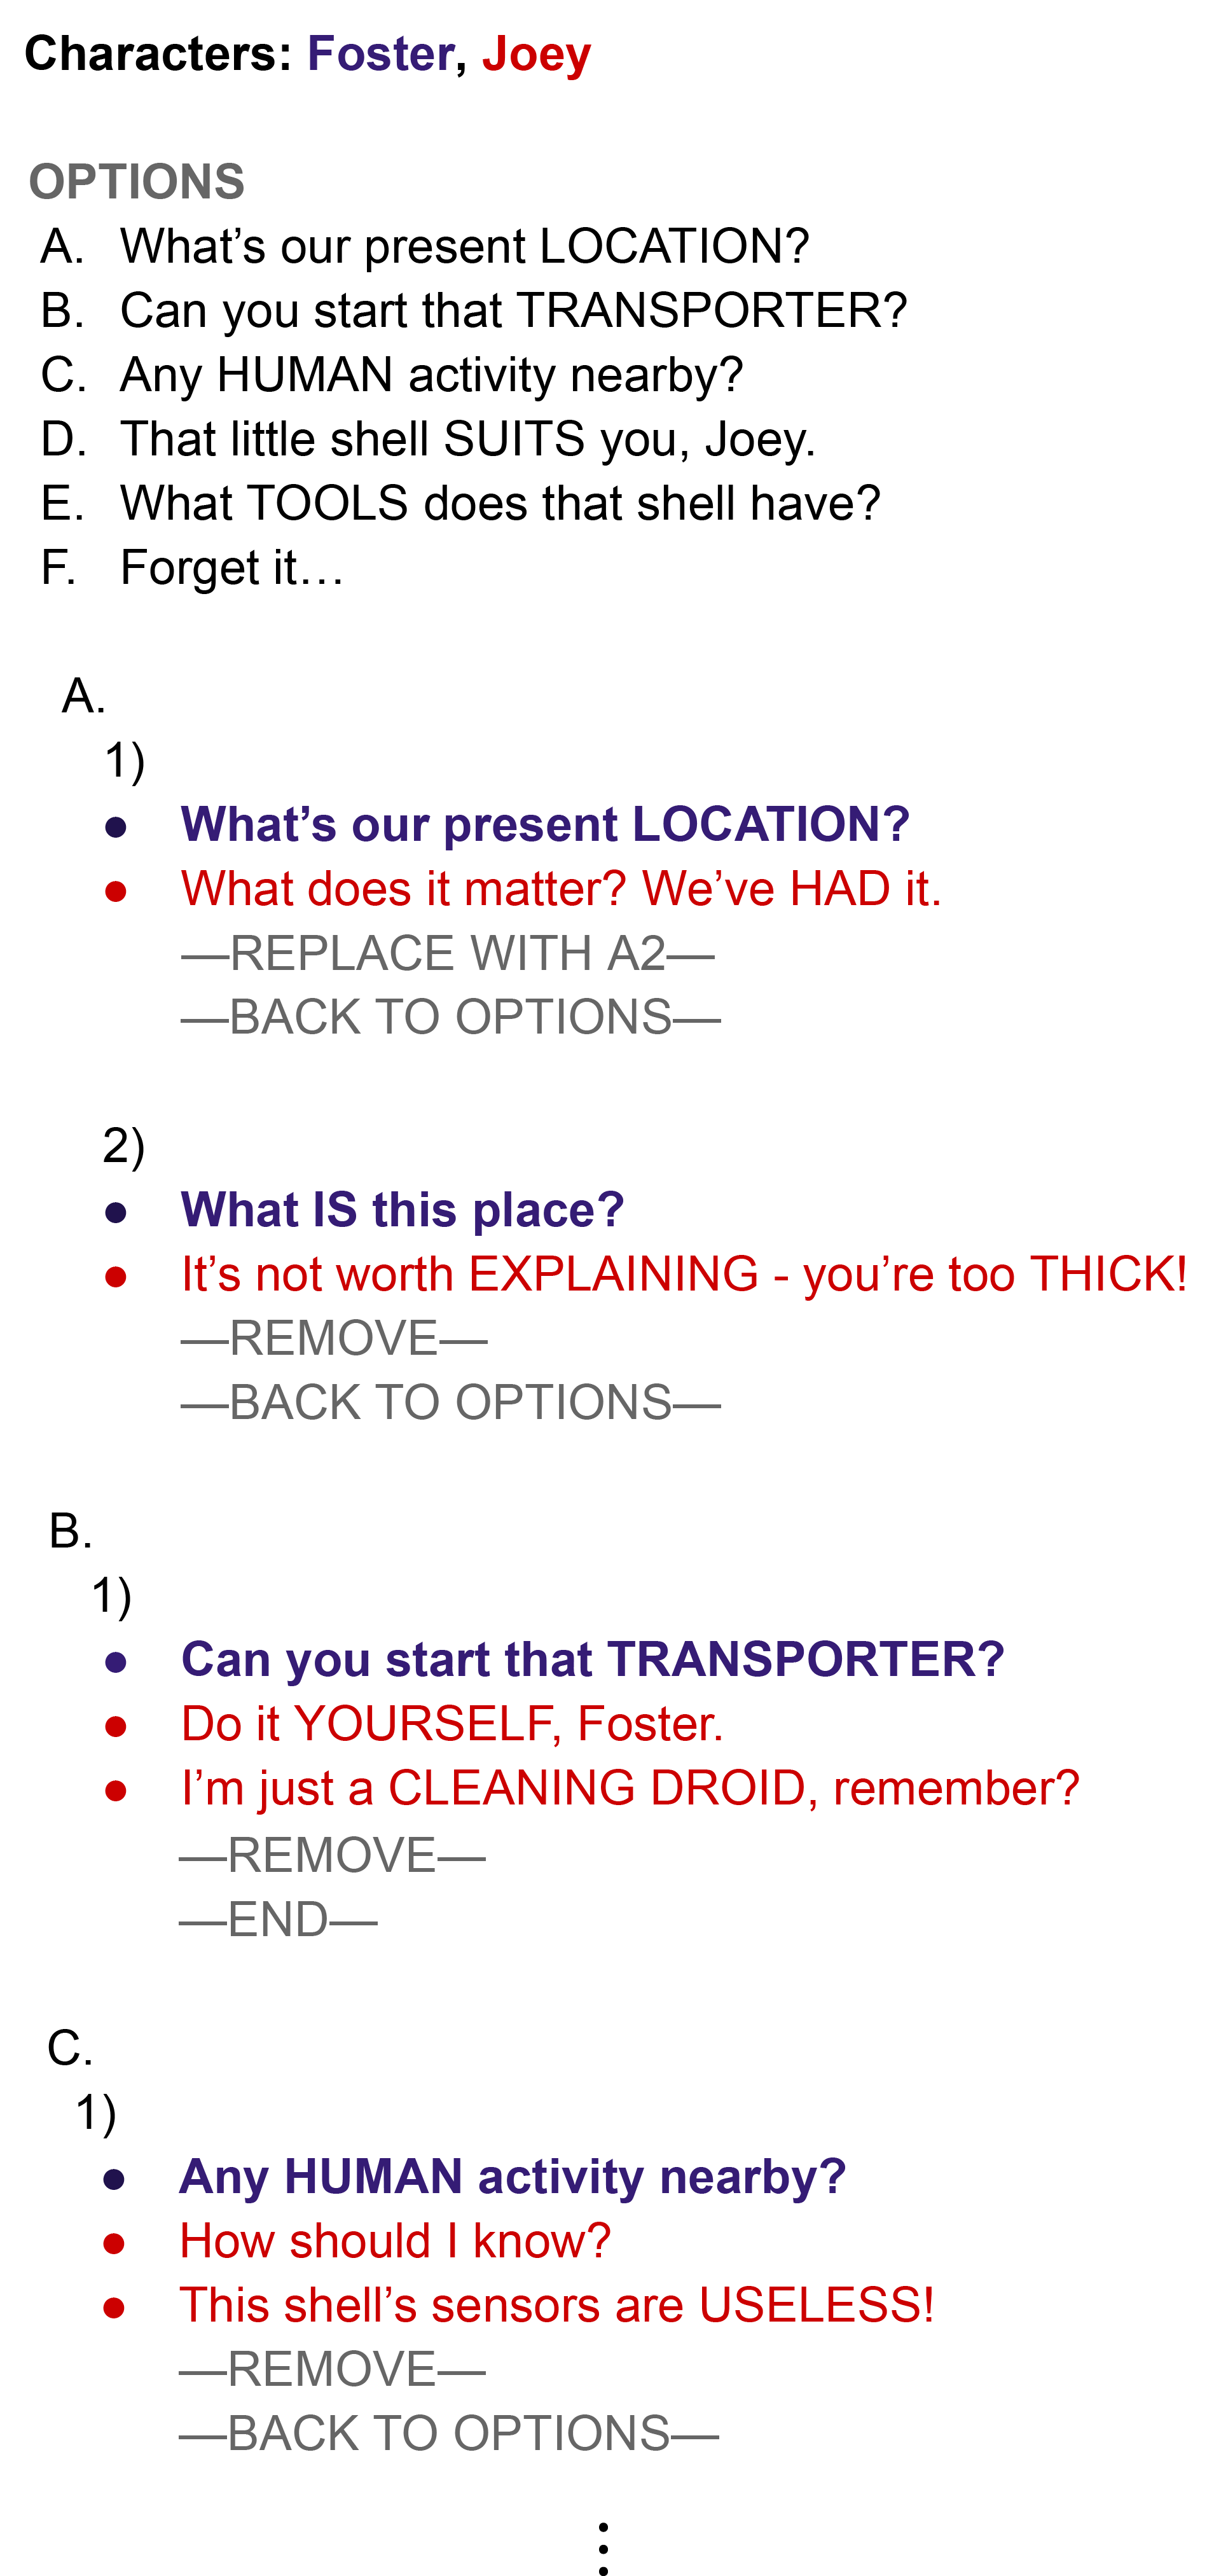 Characters: Foster, Joey
OPTIONS
A. What’s our present LOCATION?
B. Can you start that TRANSPORTER?
C. Any HUMAN activity nearby?
D. That little shell SUITS you, Joey.
E. What TOOLS does that shell have?
F. Forget it…
A.
1)
● What’s our present LOCATION?
● What does it matter? We’ve HAD it.
—REPLACE WITH A2—
—BACK TO OPTIONS—
2)
● What IS this place?
● It’s not worth EXPLAINING - you’re too THICK!
—REMOVE—
—BACK TO OPTIONS—
B.
1)
● Can you start that TRANSPORTER?
● Do it YOURSELF, Foster.
● I’m just a CLEANING DROID, remember?
—REMOVE—
—END—
C.
1)
● Any HUMAN activity nearby?
● How should I know?
● This shell’s sensors are USELESS!
—REMOVE—
—BACK TO OPTIONS—
⋮